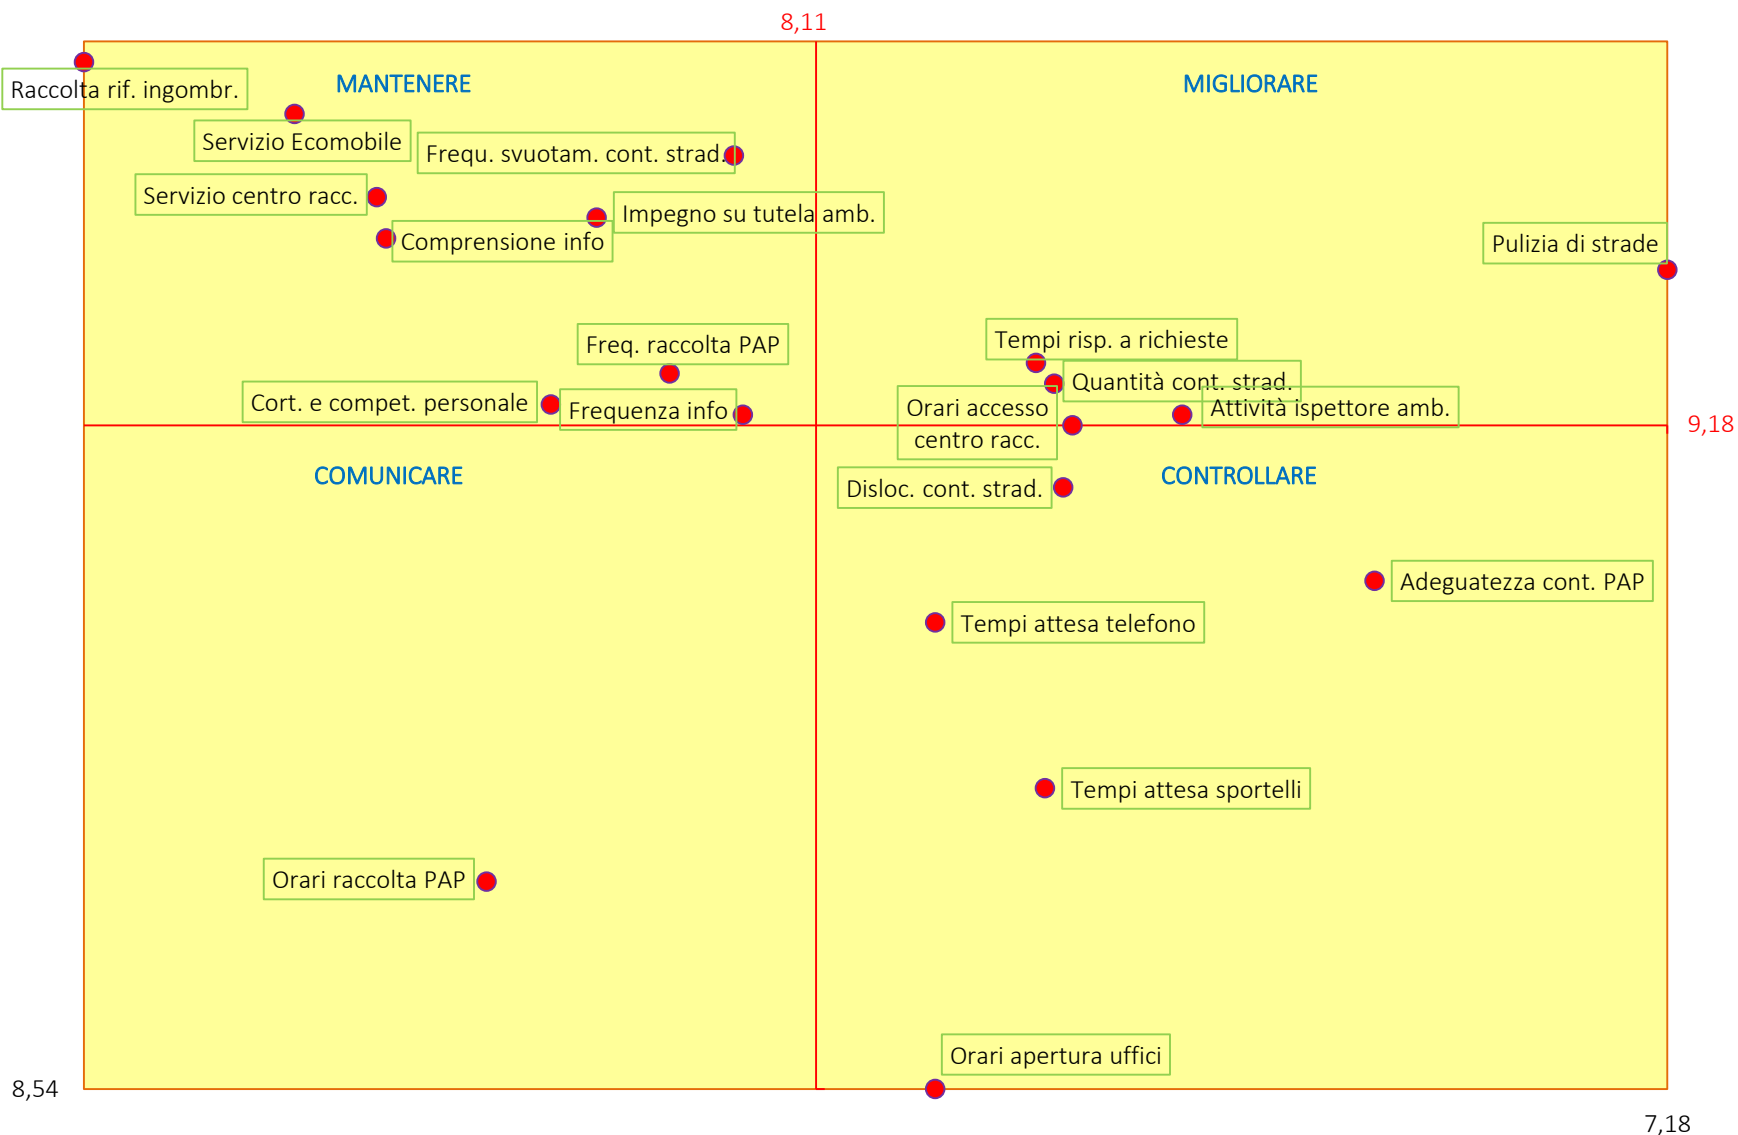 8,11
Raccolta rif. ingombr.
MANTENERE
MIGLIORARE
Servizio Ecomobile
Frequ. svuotam. cont. strad.
Servizio centro racc.
Impegno su tutela amb.
Comprensione info
Pulizia di strade
Freq. raccolta PAP
Tempi risp. a richieste
Quantità cont. strad.
Cort. e compet. personale
Frequenza info
Orari accesso
centro racc.
Attività ispettore amb.
9,18
COMUNICARE
CONTROLLARE
Disloc. cont. strad.
Adeguatezza cont. PAP
Tempi attesa telefono
Tempi attesa sportelli
Orari raccolta PAP
Orari apertura uffici
8,54
7,18